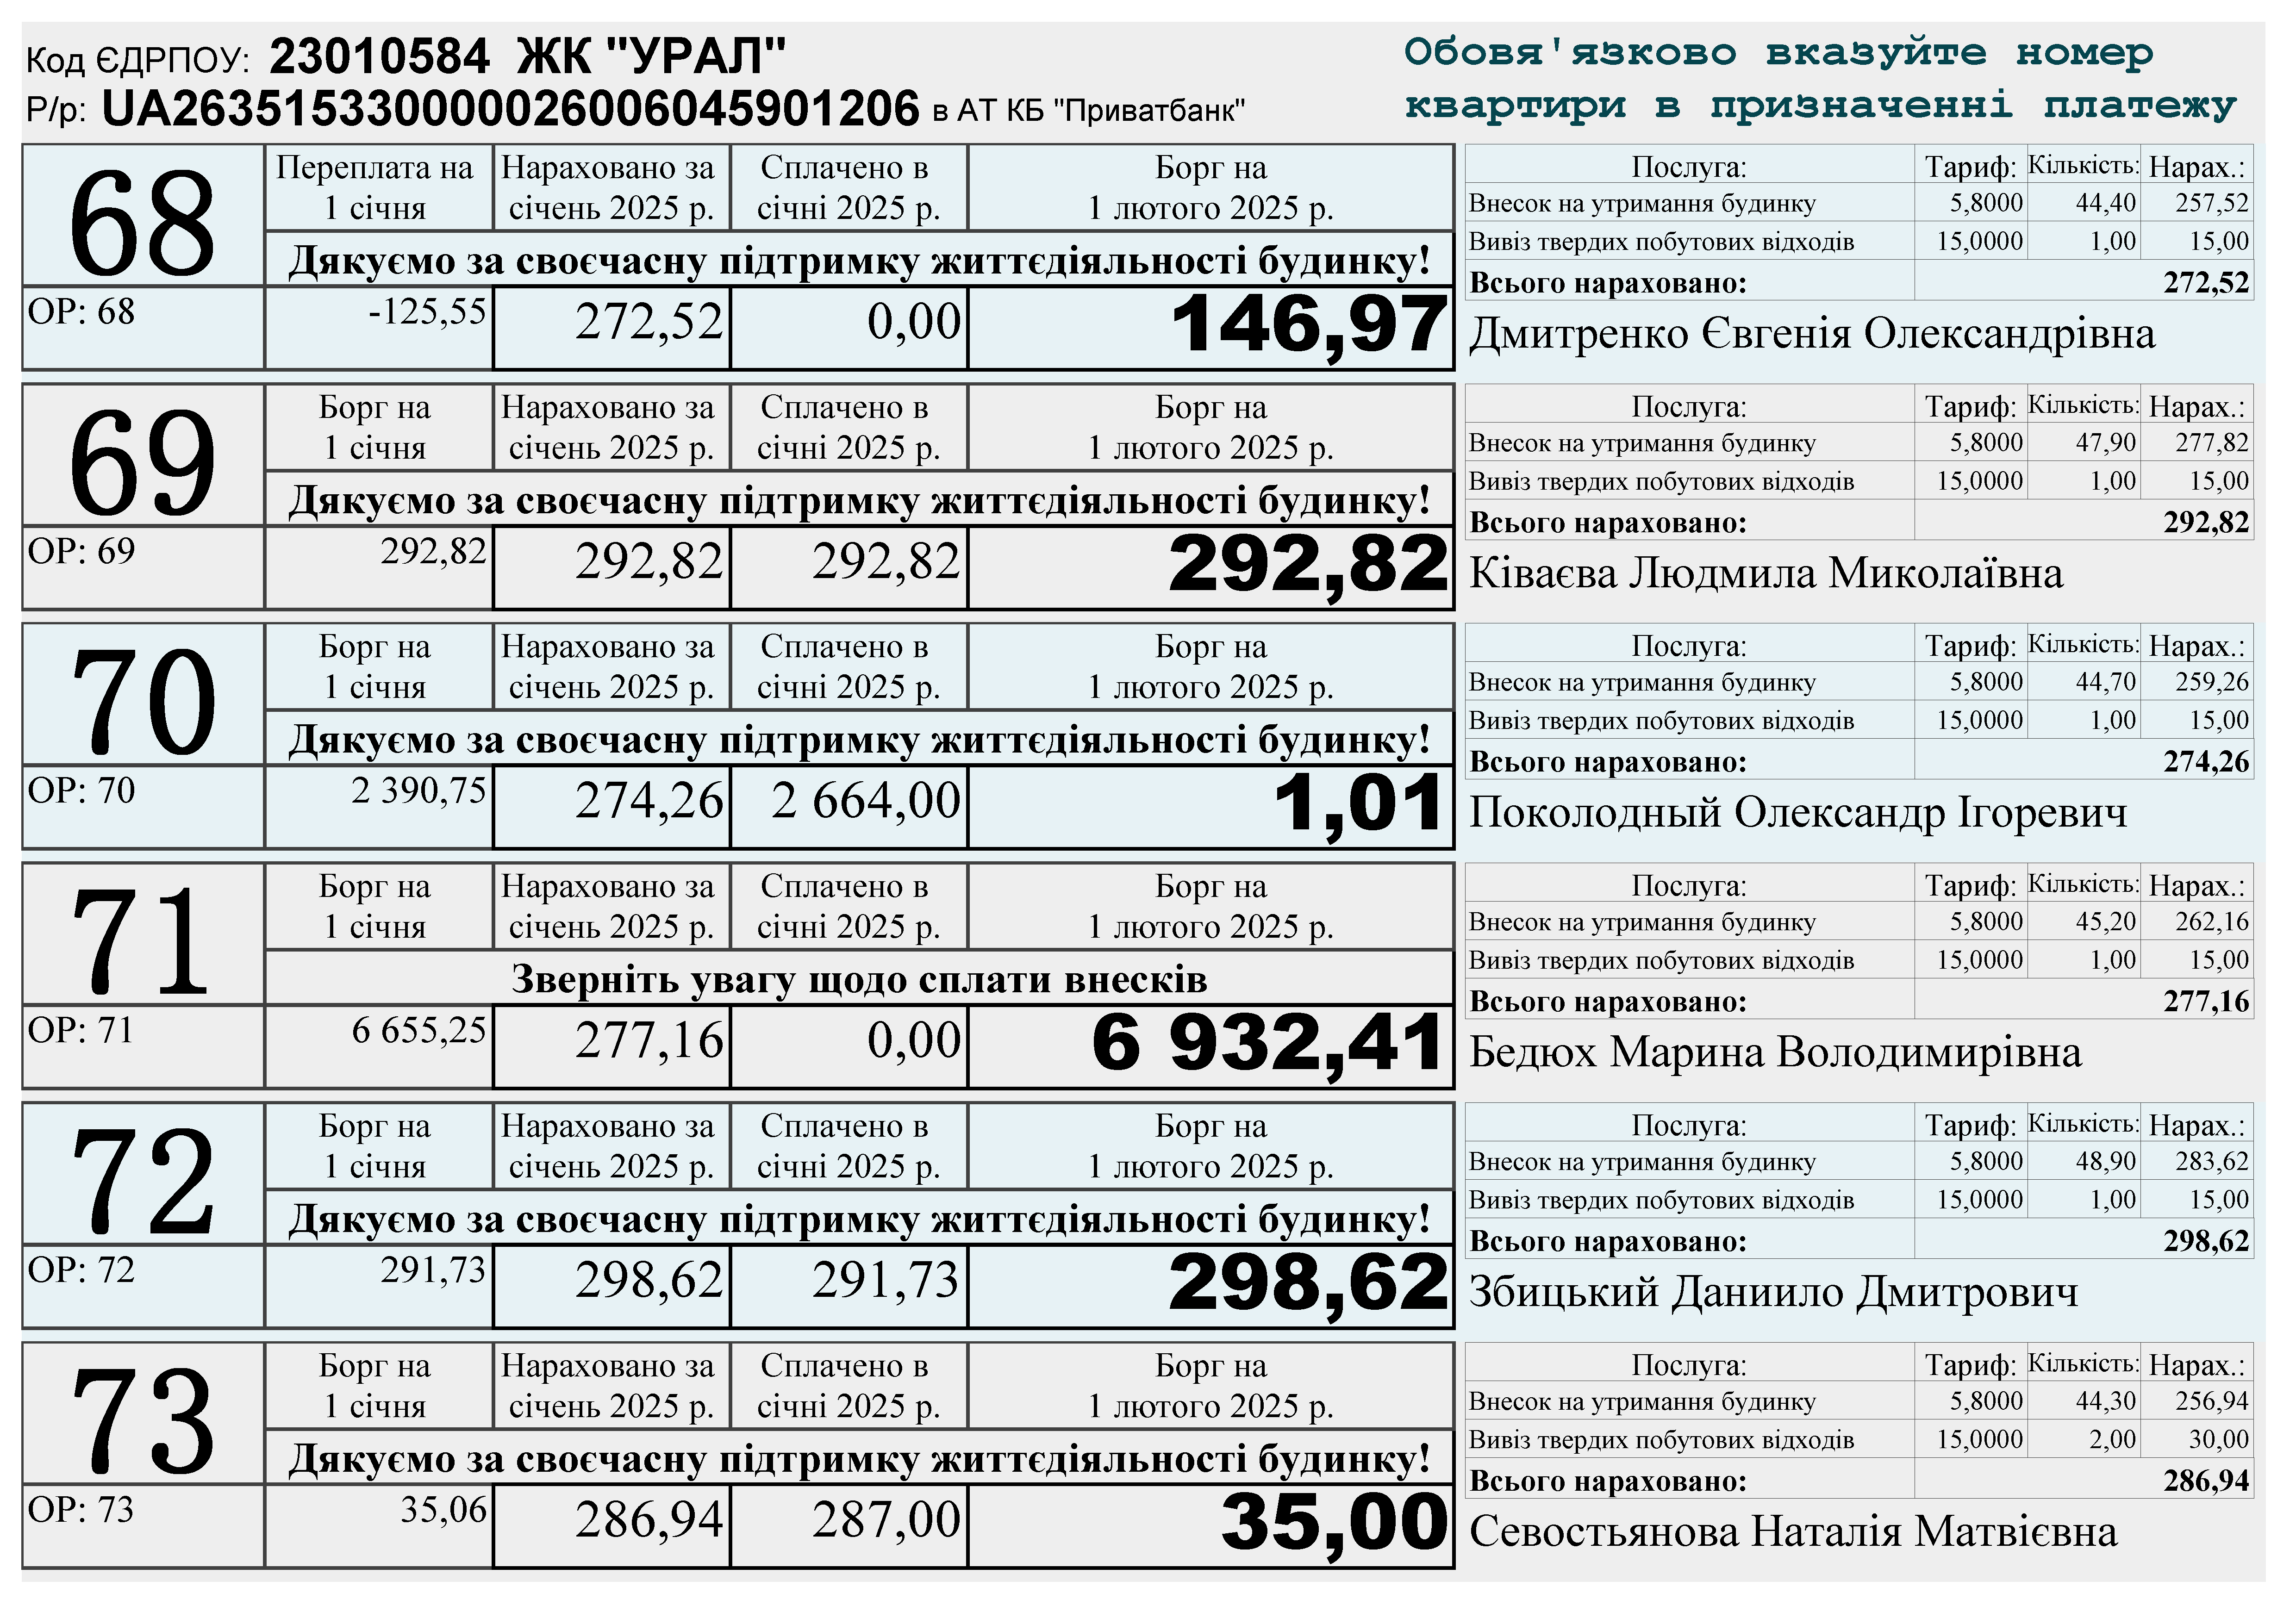 Код ЄДРПОУ: 23010584 ЖК "УРАЛ"
Р/р: UA263515330000026006045901206 в АТ КБ "Приватбанк"
Обовя'язково вказуйте номер
квартири в призначенні платежу
68
Переплата на 1 січня
Нараховано за січень 2025 р.
Сплачено в січні 2025 р.
Борг на 1 лютого 2025 р.
Дякуємо за своєчасну підтримку життєдіяльності будинку!
ОР: 68 -125,55 272,52 0,00 146,97
Послуга: Тариф: Кількість: Нарах.:
Внесок на утримання будинку 5,8000 44,40 257,52
Вивіз твердих побутових відходів 15,0000 1,00 15,00
Всього нараховано: 272,52
Дмитренко Євгенія Олександрівна
69
Борг на 1 січня
Нараховано за січень 2025 р.
Сплачено в січні 2025 р.
Борг на 1 лютого 2025 р.
Дякуємо за своєчасну підтримку життєдіяльності будинку!
ОР: 69 292,82 292,82 292,82 292,82
Послуга: Тариф: Кількість: Нарах.:
Внесок на утримання будинку 5,8000 47,90 277,82
Вивіз твердих побутових відходів 15,0000 1,00 15,00
Всього нараховано: 292,82
Ківаєва Людмила Миколаївна
70
Борг на 1 січня
Нараховано за січень 2025 р.
Сплачено в січні 2025 р.
Борг на 1 лютого 2025 р.
Дякуємо за своєчасну підтримку життєдіяльності будинку!
ОР: 70 2 390,75 274,26 2 664,00 1,01
Послуга: Тариф: Кількість: Нарах.:
Внесок на утримання будинку 5,8000 44,70 259,26
Вивіз твердих побутових відходів 15,0000 1,00 15,00
Всього нараховано: 274,26
Поколодный Олександр Ігоревич
71
Борг на 1 січня
Нараховано за січень 2025 р.
Сплачено в січні 2025 р.
Борг на 1 лютого 2025 р.
Зверніть увагу щодо сплати внесків
ОР: 71 6 655,25 277,16 0,00 6 932,41
Послуга: Тариф: Кількість: Нарах.:
Внесок на утримання будинку 5,8000 45,20 262,16
Вивіз твердих побутових відходів 15,0000 1,00 15,00
Всього нараховано: 277,16
Бедюх Марина Володимирівна
72
Борг на 1 січня
Нараховано за січень 2025 р.
Сплачено в січні 2025 р.
Борг на 1 лютого 2025 р.
Дякуємо за своєчасну підтримку життєдіяльності будинку!
ОР: 72 291,73 298,62 291,73 298,62
Послуга: Тариф: Кількість: Нарах.:
Внесок на утримання будинку 5,8000 48,90 283,62
Вивіз твердих побутових відходів 15,0000 1,00 15,00
Всього нараховано: 298,62
Збицький Даниило Дмитрович
73
Борг на 1 січня
Нараховано за січень 2025 р.
Сплачено в січні 2025 р.
Борг на 1 лютого 2025 р.
Дякуємо за своєчасну підтримку життєдіяльності будинку!
ОР: 73 35,06 286,94 287,00 35,00
Послуга: Тариф: Кількість: Нарах.:
Внесок на утримання будинку 5,8000 44,30 256,94
Вивіз твердих побутових відходів 15,0000 2,00 30,00
Всього нараховано: 286,94
Севостьянова Наталія Матвієвна